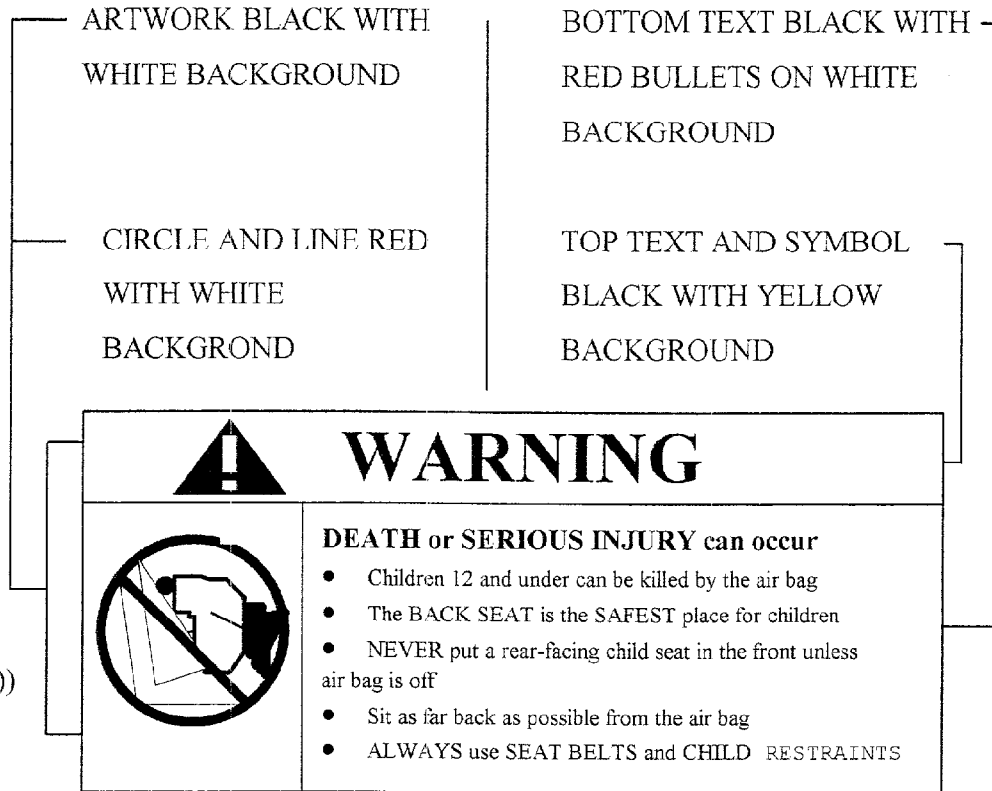 ARTWORK BLACK WITH
WHITE BACKGROUND
CIRCLE AND LINE RED
WITH WHITE
BACKGROND
BOTTOM TEXT BLACK WITH
RED BULLETS ON WHITE
BACKGROUND
TOP TEXT AND SYMBOL
BLACK WITH YELLOW
BACKGROUND
WARNING
DEATH or SERIOUS INJURY can occur
• Children 12 and under can be killed by the air bag
• The BACK SEAT is the SAFEST place for children
• NEVER put a rear-facing child seat in the front unless
air bag is off
• Sit as far back as possible from the air bag
• ALWAYS use SEAT BELTS and CHILD RESTRAINTS
))